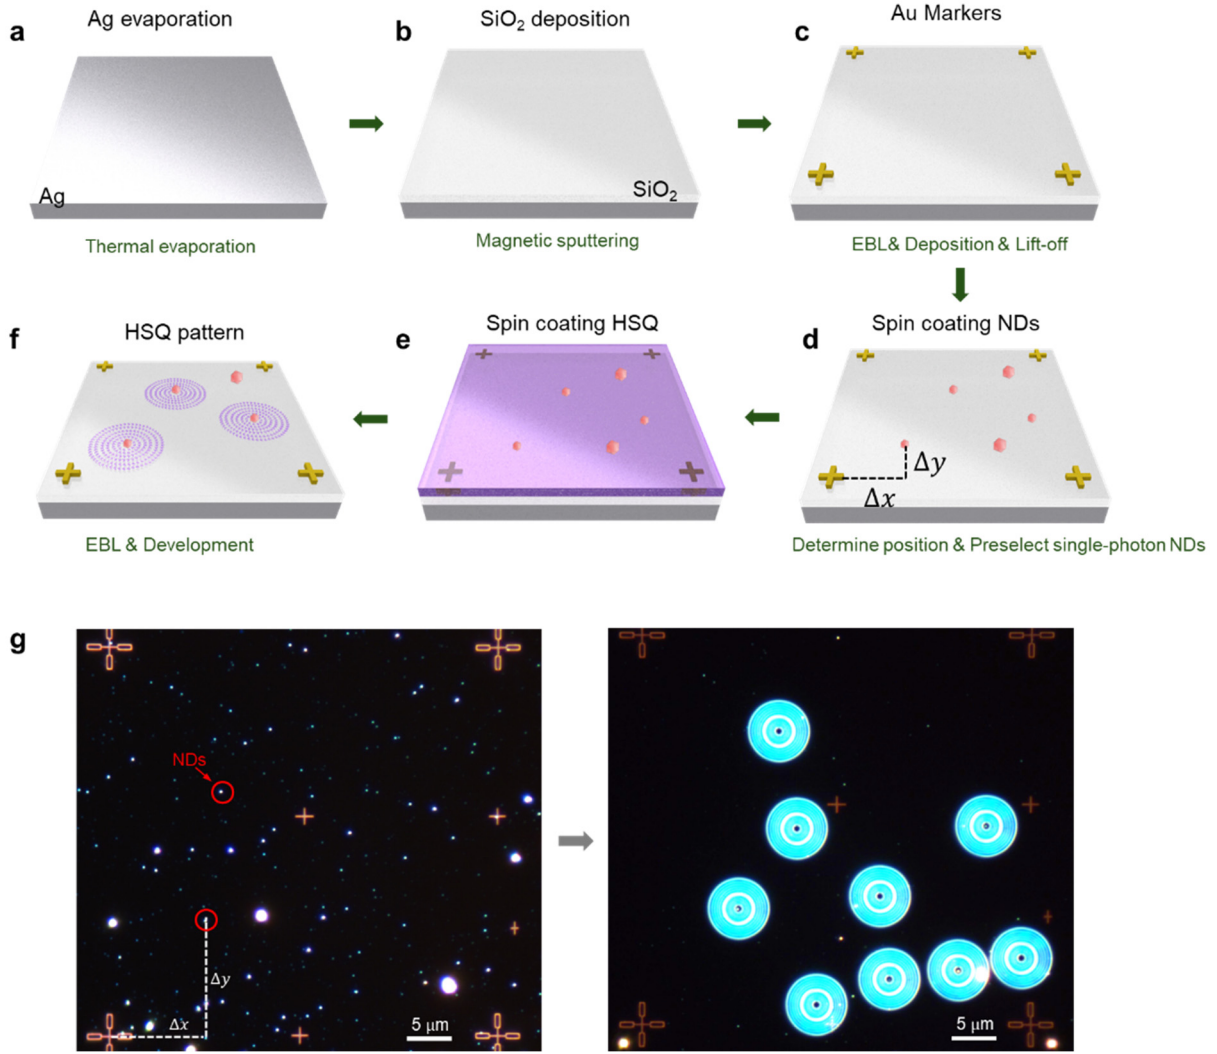 a
Ag evaporation
Ag
Thermal evaporation
b
SiO2 deposition
SiO2
Magnetic sputtering
c
Au Markers
EBL& Deposition & Lift-off
f
HSQ pattern
EBL & Development
e
Spin coating HSQ
d
Spin coating NDs
Δy
Δx
Determine position & Preselect single-photon NDs
g
NDs
Δy
Δx
5 μm
5 μm